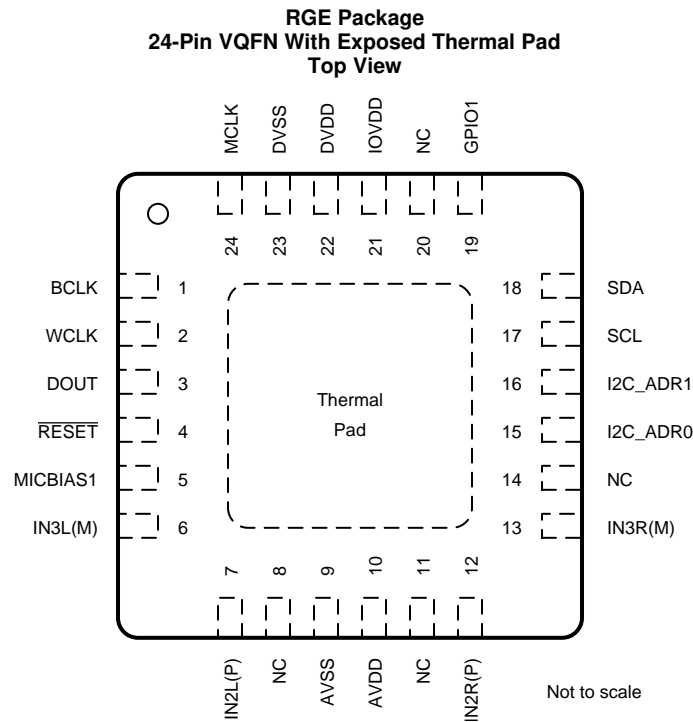 RGE Package
24-Pin VQFN With Exposed Thermal Pad
Top View
MCLK
DVSS
DVDD
IOVDD
NC
GPIO1
24
23
22
21
20
19
BCLK 1
WCLK 2
DOUT 3
RESET 4
MICBIAS1 5
IN3L(M) 6
Thermal
Pad
18 SDA
17 SCL
16 I2C_ADR1
15 I2C_ADR0
14 NC
13 IN3R(M)
7
8
9
10
11
12
IN2L(P)
NC
AVSS
AVDD
NC
IN2R(P)
Not to scale